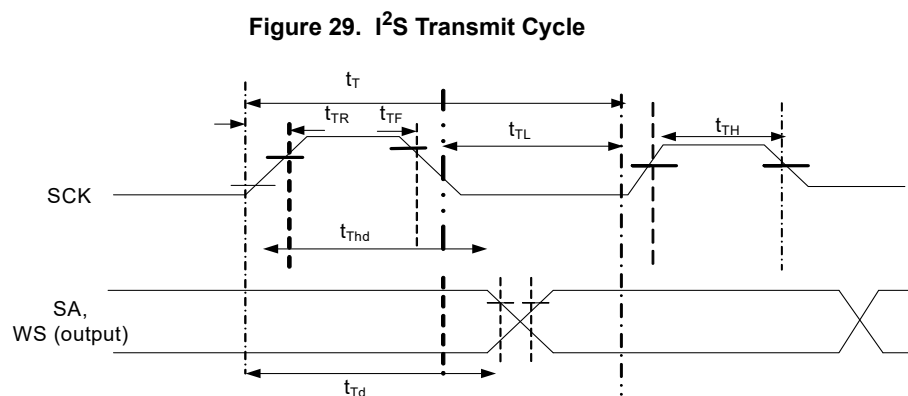 Figure 29. I²S Transmit Cycle
tT
tTR tTF
tTL
tTH
SCK
tThd
SA,
WS (output)
tTd